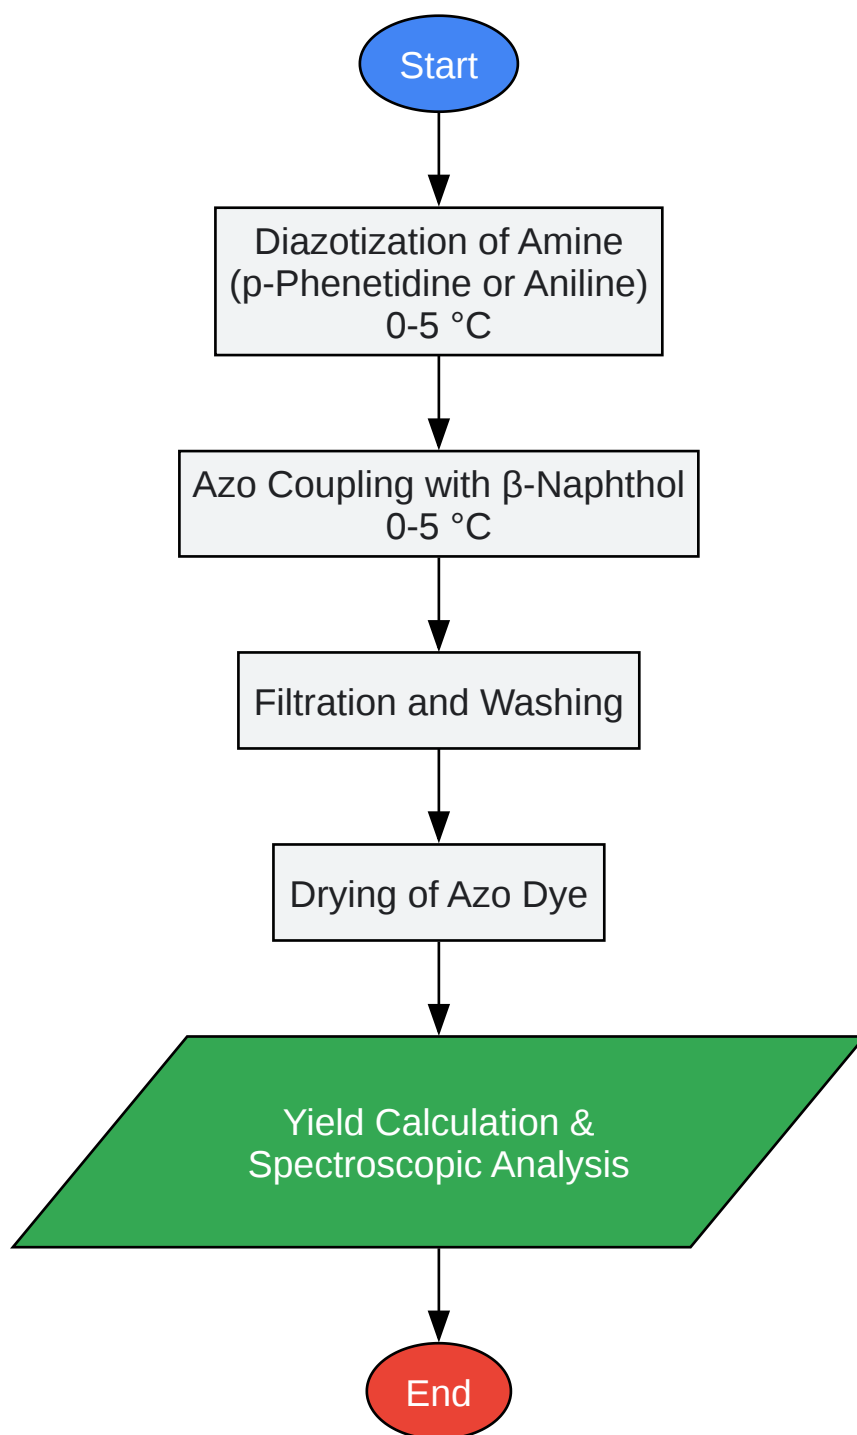 Start
Diazotization of Amine
(p-Phenetidine or Aniline)
0-5 °C
Azo Coupling with β-Naphthol
0-5 °C
Filtration and Washing
Drying of Azo Dye
Yield Calculation &
Spectroscopic Analysis
End